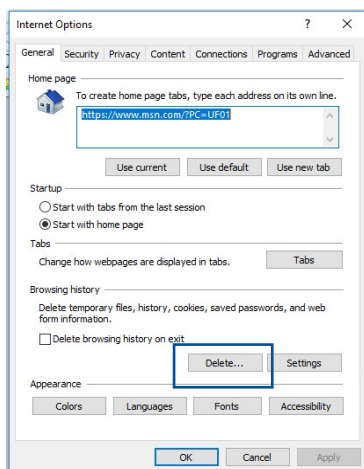 Internet Options ? X
General Security Privacy Content Connections Programs Advanced
Home page
To create home page tabs, type each address on its own line.
https://www.msn.com/?PC=UF01
Use current Use default Use new tab
Startup
Start with tabs from the last session
Start with home page
Tabs
Change how webpages are displayed in tabs. Tabs
Browsing history
Delete temporary files, history, cookies, saved passwords, and web
form information.
Delete browsing history on exit
Delete... Settings
Appearance
Colors Languages Fonts Accessibility
OK Cancel Apply